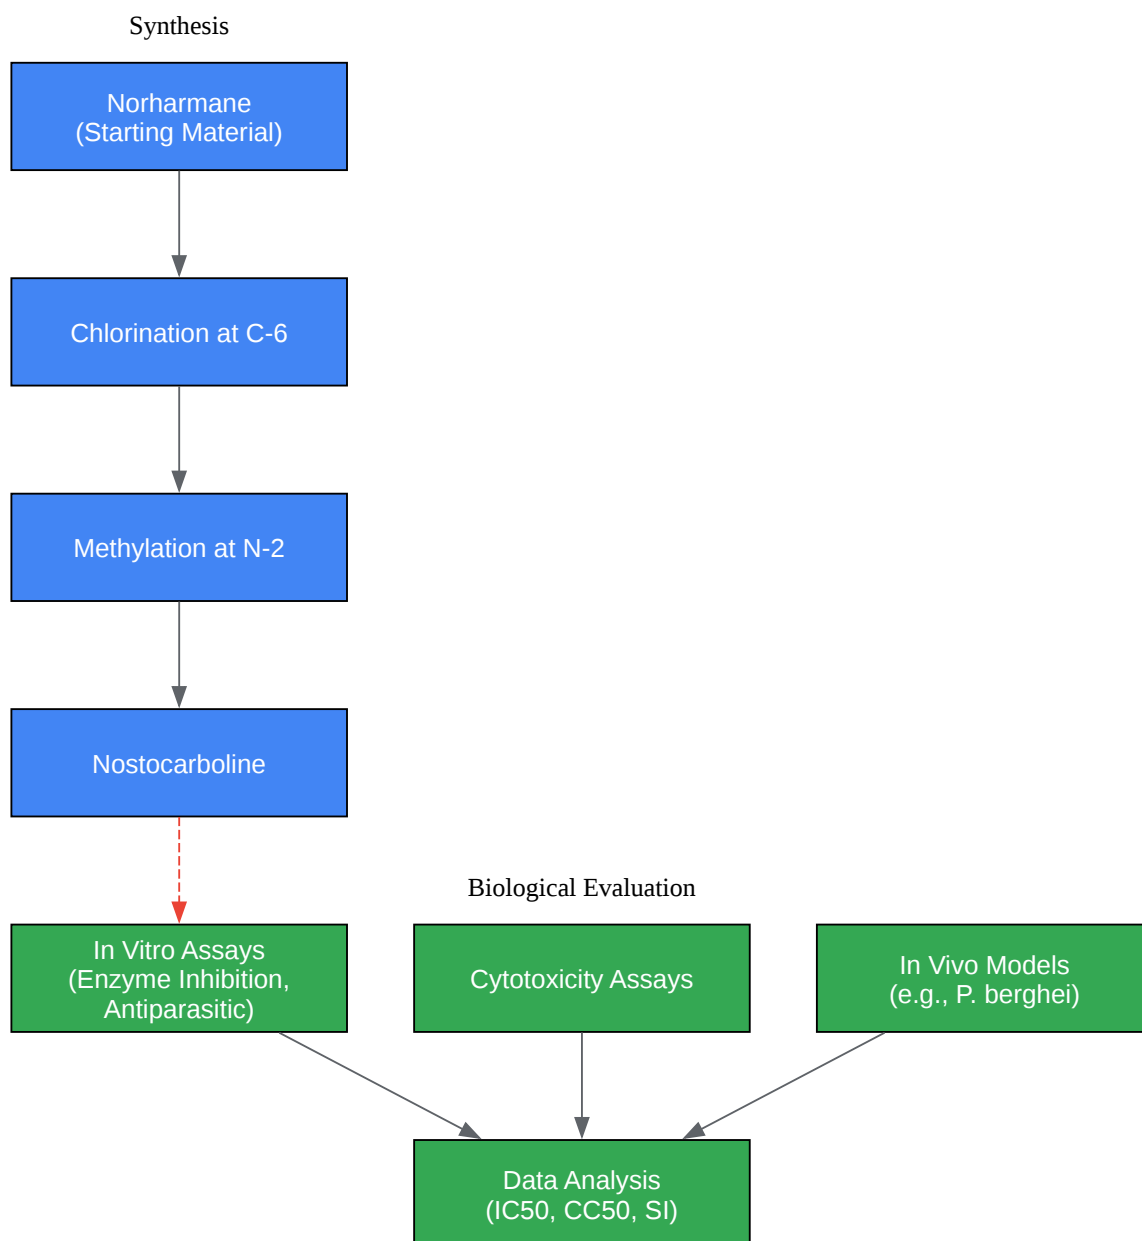 Synthesis
Norharmane
(Starting Material)
Chlorination at C-6
Methylation at N-2
Nostocarboline
Biological Evaluation
In Vitro Assays
(Enzyme Inhibition,
Antiparasitic)
Cytotoxicity Assays
In Vivo Models
(e.g., P. berghei)
Data Analysis
(IC50, CC50, SI)